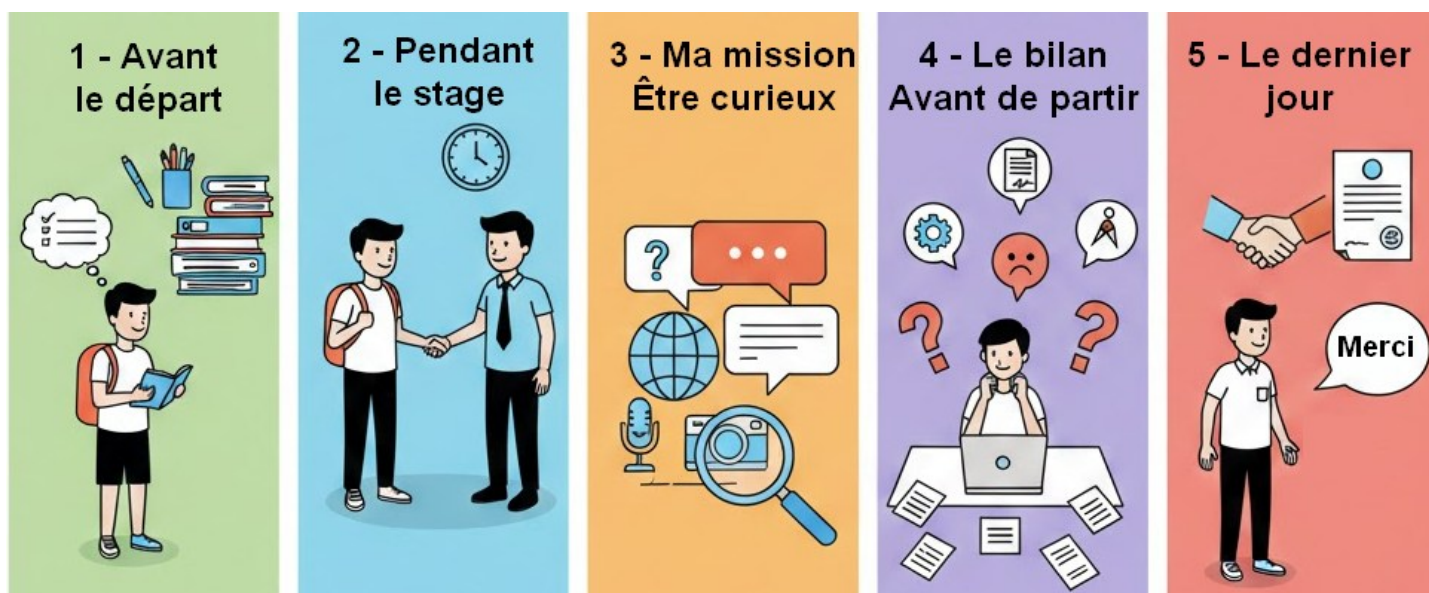 1 - Avant
le départ
2 - Pendant
le stage
3 - Ma mission
Être curieux
4 - Le bilan
Avant de partir
5 - Le dernier
jour
?
? ?
Merci